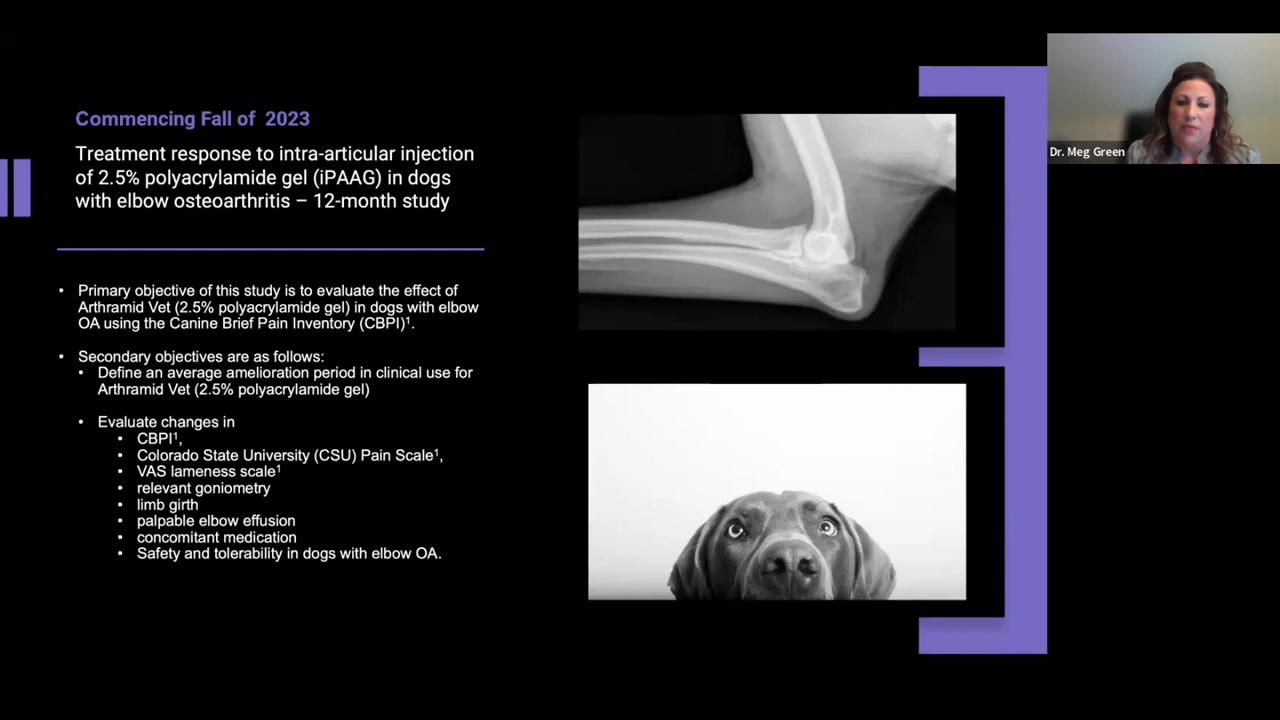 Commencing Fall of 2023
Treatment response to intra-articular injection
of 2.5% polyacrylamide gel (iPAAG) in dogs
with elbow osteoarthritis – 12-month study
• Primary objective of this study is to evaluate the effect of
Arthramid Vet (2.5% polyacrylamide gel) in dogs with elbow
OA using the Canine Brief Pain Inventory (CBPI)¹.
• Secondary objectives are as follows:
• Define an average amelioration period in clinical use for
Arthramid Vet (2.5% polyacrylamide gel)
• Evaluate changes in
• CBPI¹,
• Colorado State University (CSU) Pain Scale¹,
• VAS lameness scale¹
• relevant goniometry
• limb girth
• palpable elbow effusion
• concomitant medication
• Safety and tolerability in dogs with elbow OA.
Dr. Meg Green